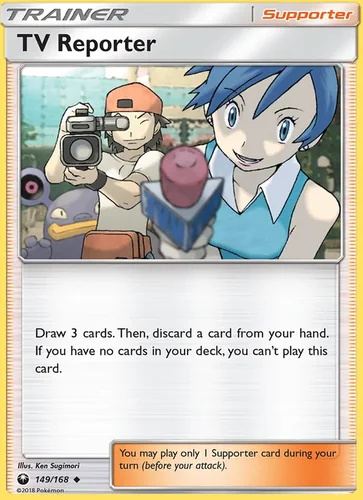 TRAINER Supporter
TV Reporter
Draw 3 cards. Then, discard a card from your hand.
If you have no cards in your deck, you can't play this
card.
Illus. Ken Sugimori
149/168
©2018 Pokémon
You may play only 1 Supporter card during your
turn (before your attack).